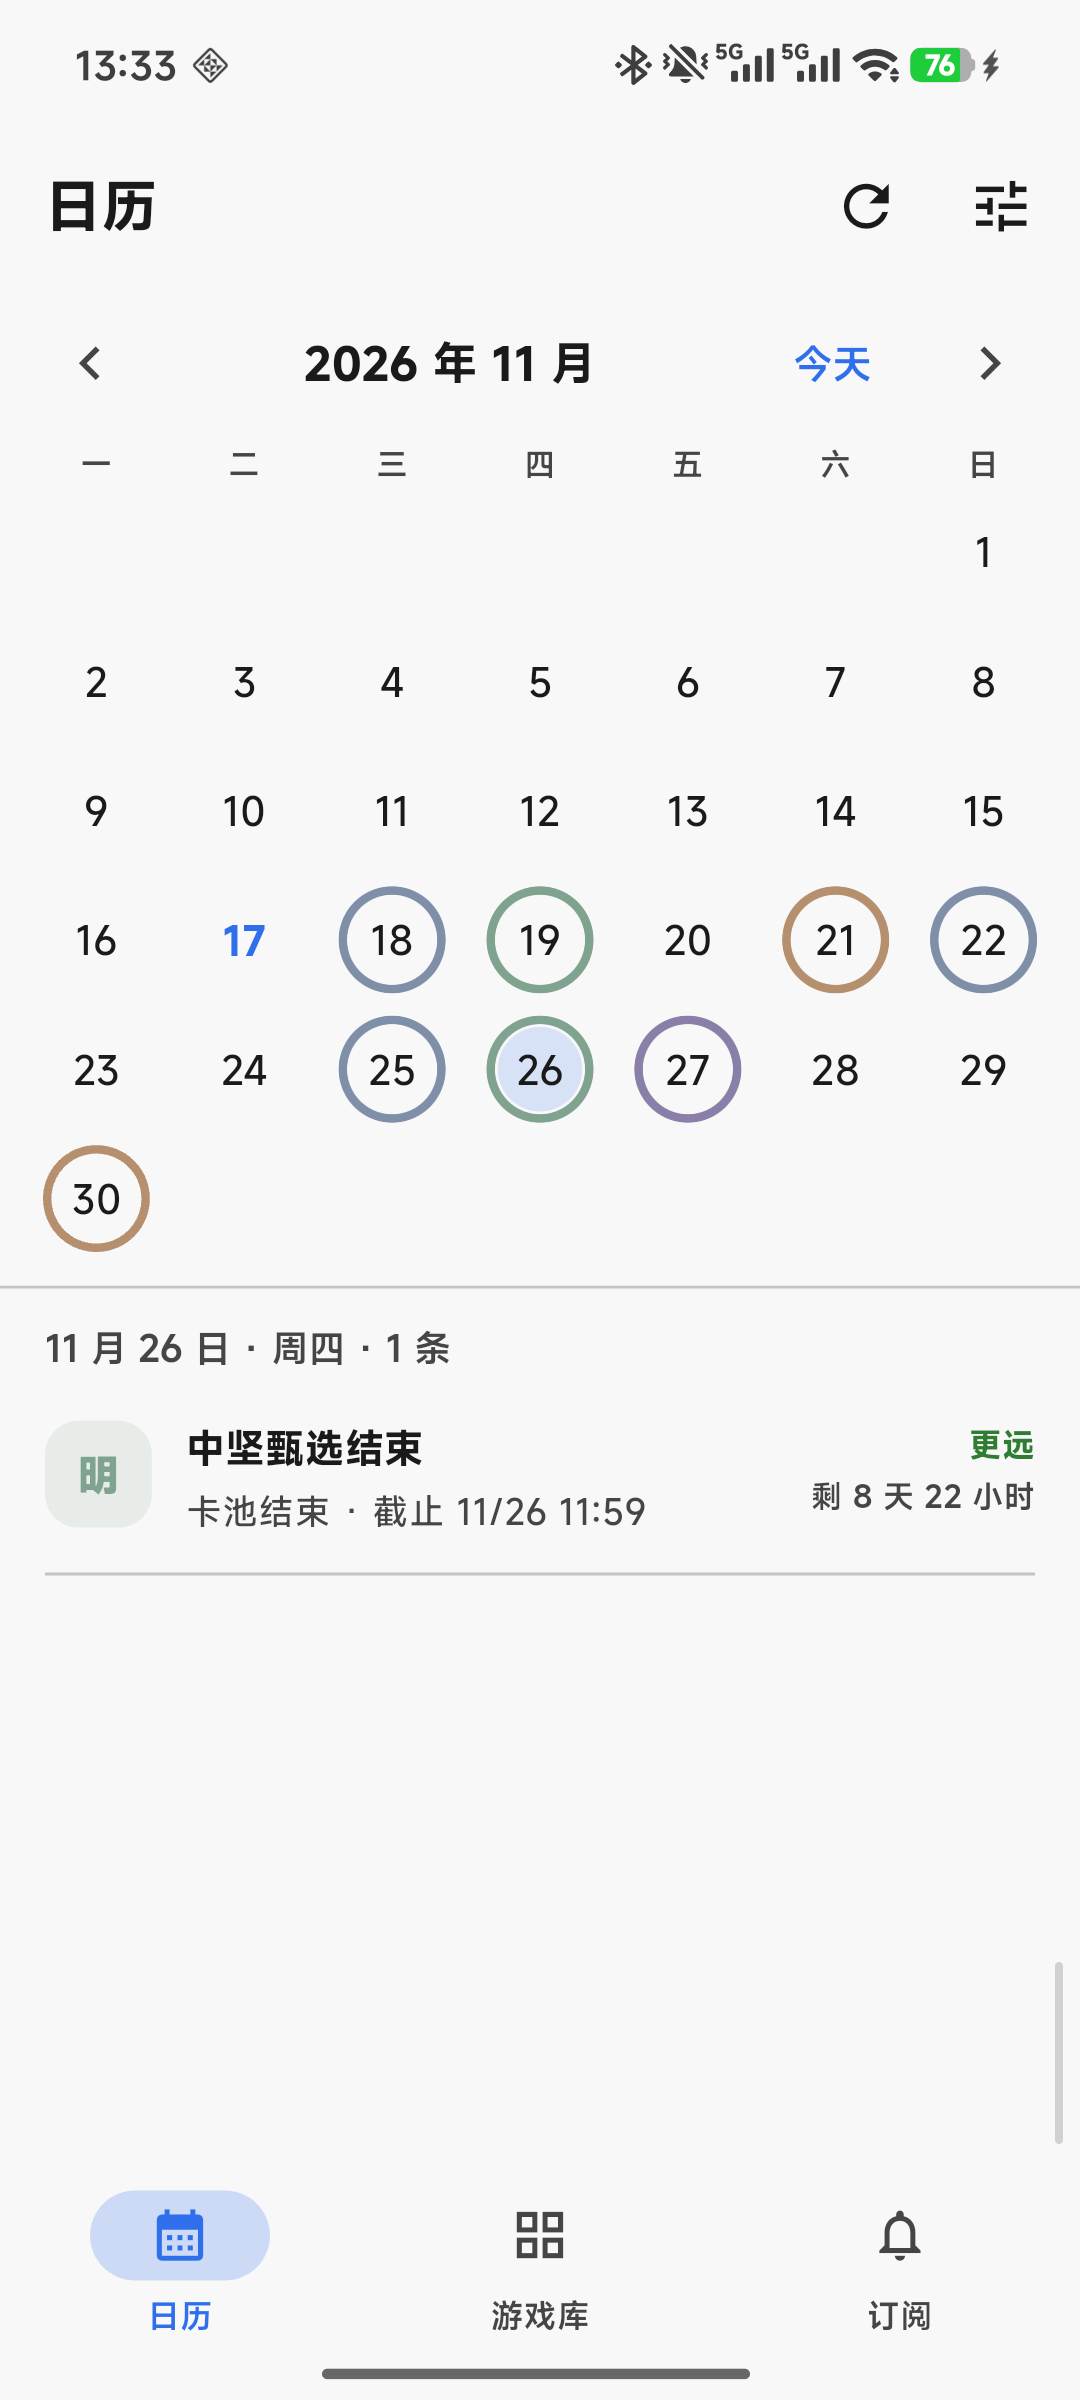 13:33 5G 5G 76
日历
2026 年 11 月 今天
一 二 三 四 五 六 日
1
2 3 4 5 6 7 8
9 10 11 12 13 14 15
16 17 18 19 20 21 22
23 24 25 26 27 28 29
30
11 月 26 日 · 周四 · 1 条
明
中坚甄选结束
更远
卡池结束 · 截止 11/26 11:59
剩 8 天 22 小时
日历 游戏库 订阅